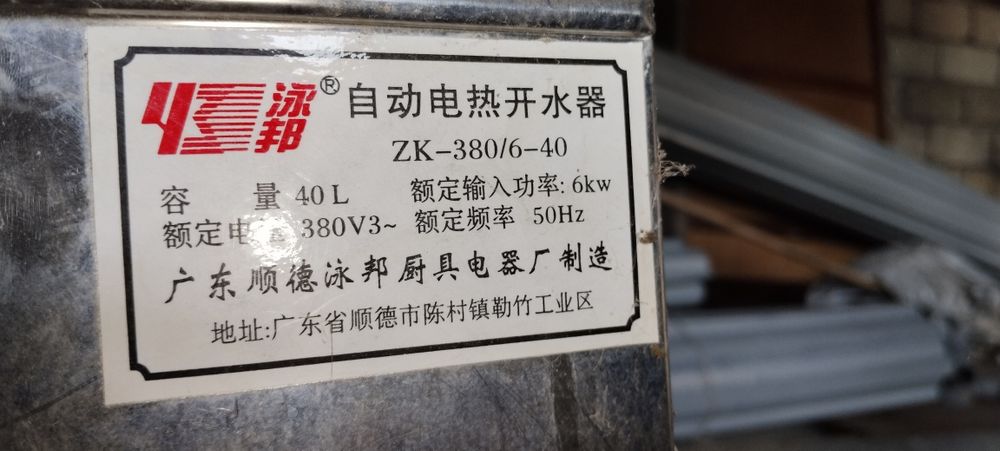 泳邦® 自动电热开水器
ZK-380/6-40
容 量 40 L 额定输入功率: 6kw
额定电 380V3~ 额定频率 50Hz
广东顺德泳邦厨具电器厂制造
地址:广东省顺德市陈村镇勒竹工业区